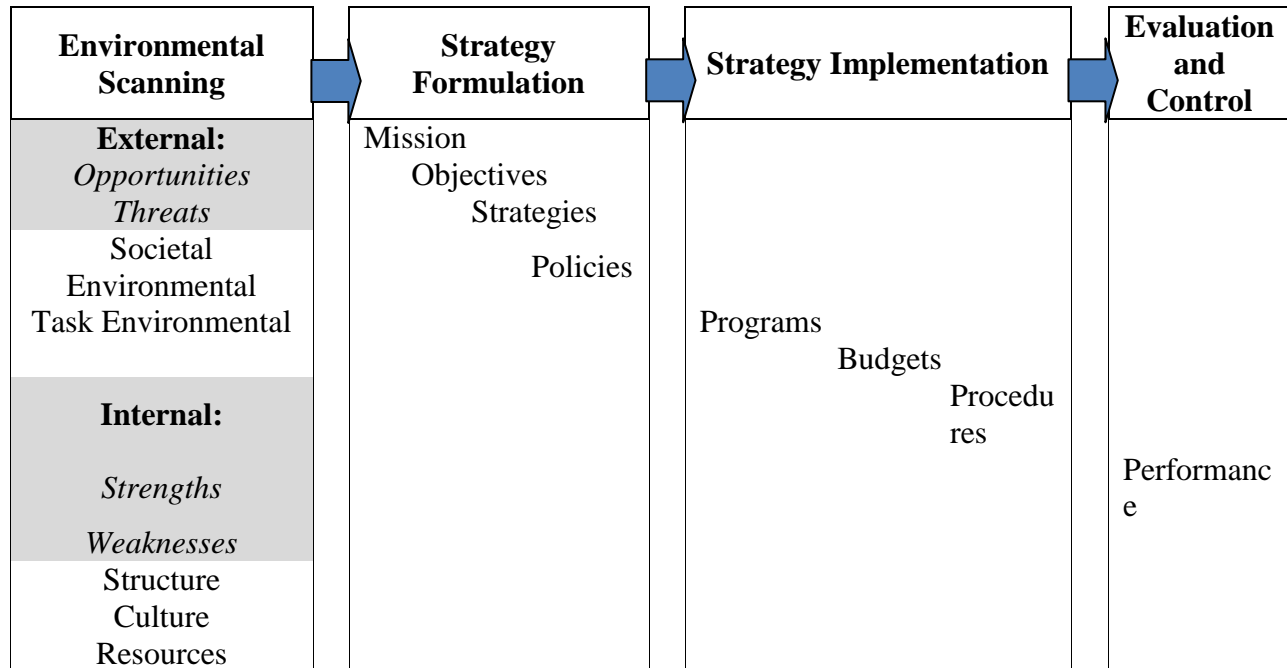 Environmental
Scanning
Strategy
Formulation
Strategy Implementation
Evaluation
and
Control
External:
Opportunities
Threats
Societal
Environmental
Task Environmental
Internal:
Strengths
Weaknesses
Structure
Culture
Resources
Mission
Objectives
Strategies
Policies
Programs
Budgets
Procedu
res
Performanc
e